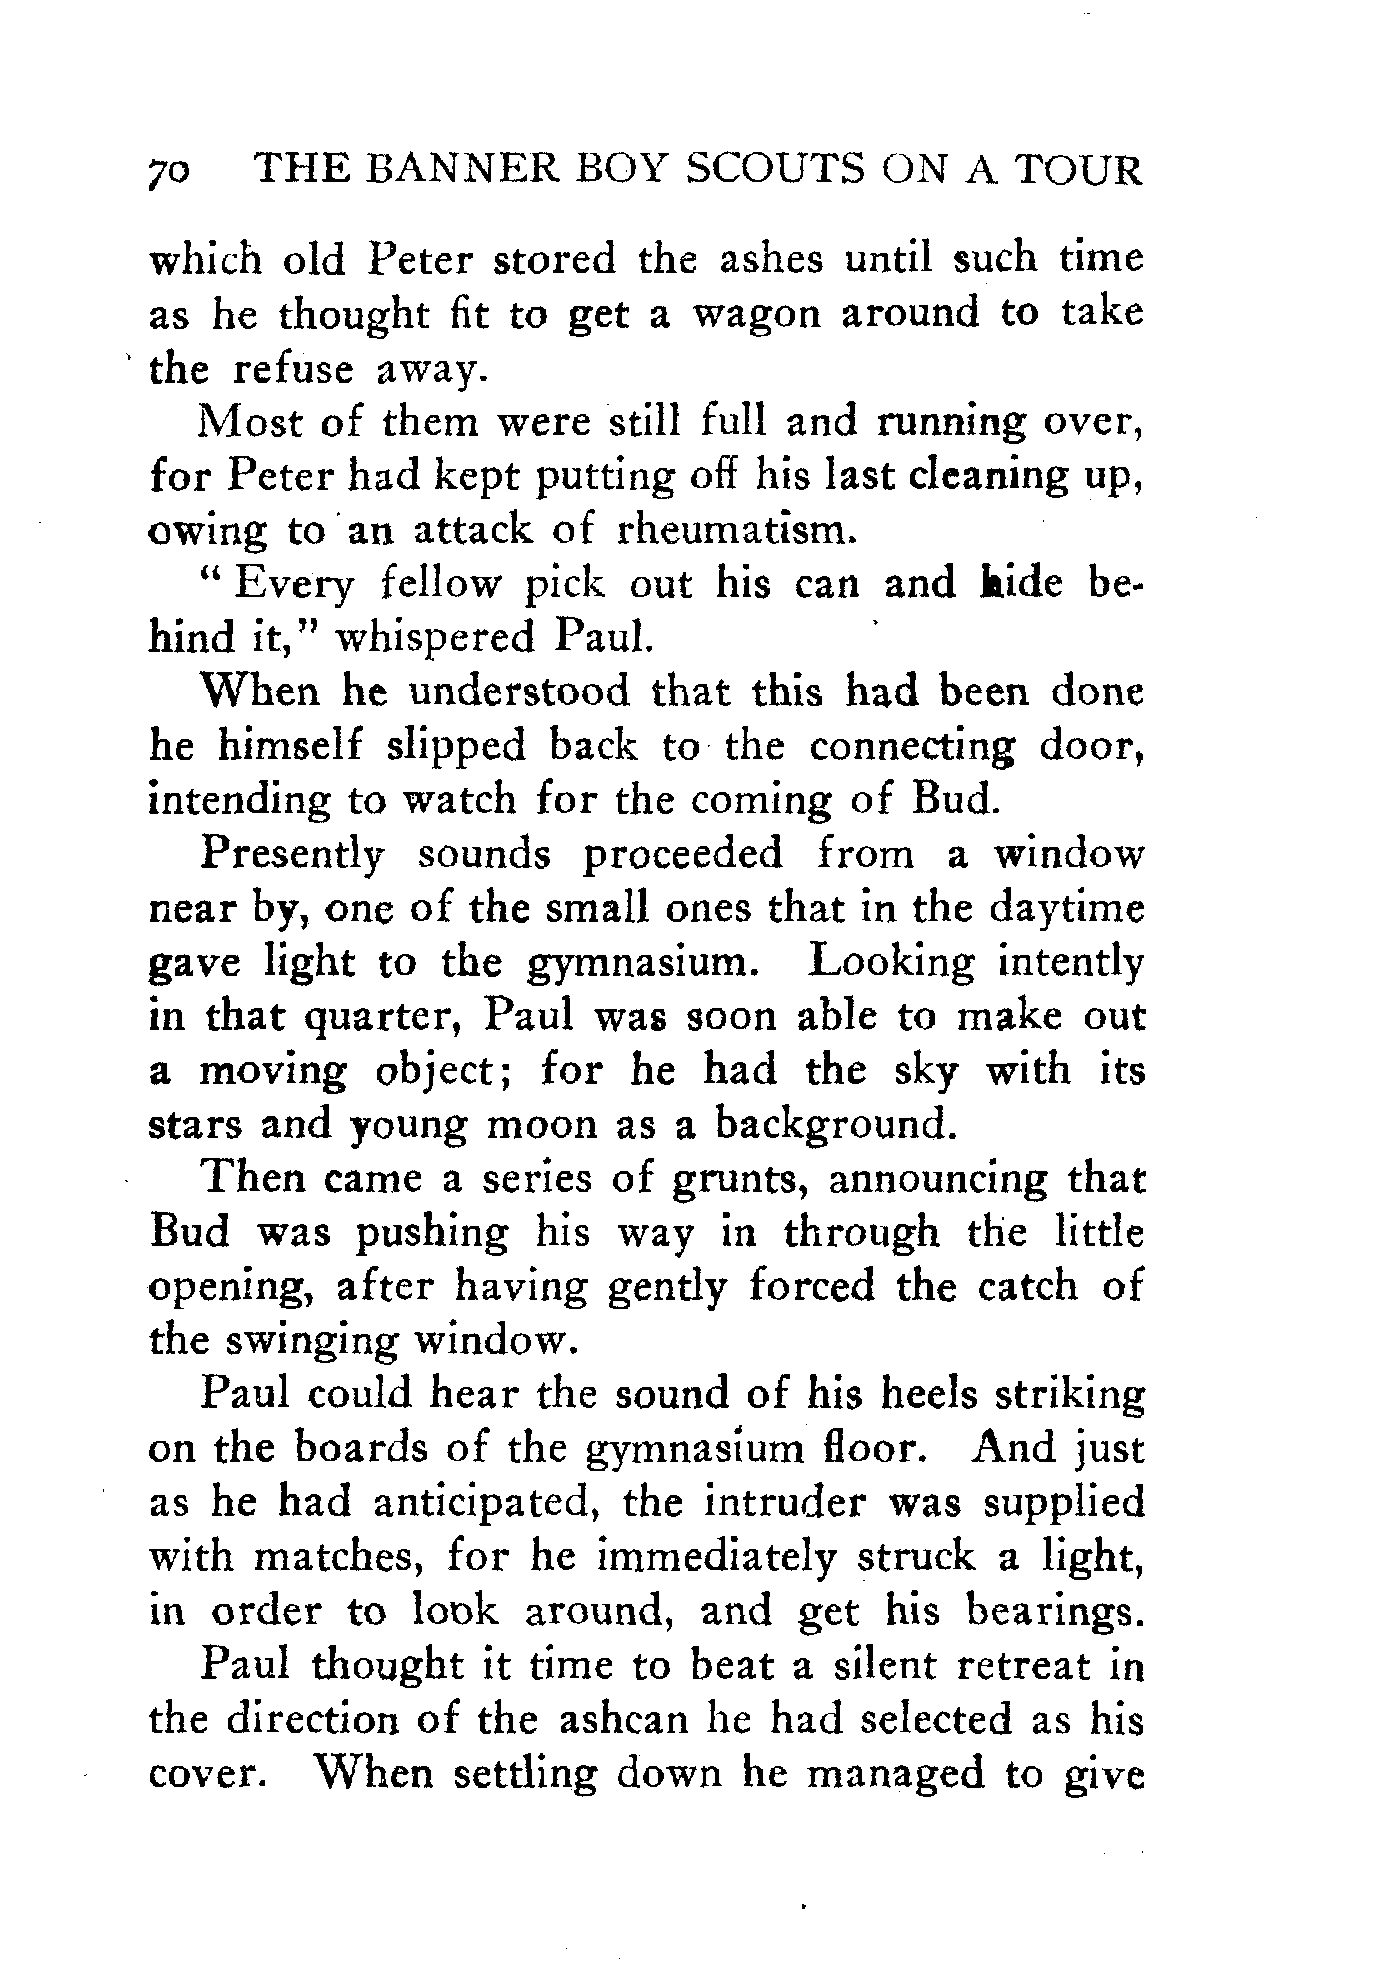 70 THE BANNER BOY SCOUTS ON A TOUR
which old Peter stored the ashes until such time
as he thought fit to get a wagon around to take
the refuse away.
Most of them were still full and running over,
for Peter had kept putting off his last cleaning up,
owing to an attack of rheumatism.
“ Every fellow pick out his can and hide be-
hind it,” whispered Paul.
When he understood that this had been done
he himself slipped back to the connecting door,
intending to watch for the coming of Bud.
Presently sounds proceeded from a window
near by, one of the small ones that in the daytime
gave light to the gymnasium. Looking intently
in that quarter, Paul was soon able to make out
a moving object; for he had the sky with its
stars and young moon as a background.
Then came a series of grunts, announcing that
Bud was pushing his way in through the little
opening, after having gently forced the catch of
the swinging window.
Paul could hear the sound of his heels striking
on the boards of the gymnasium floor. And just
as he had anticipated, the intruder was supplied
with matches, for he immediately struck a light,
in order to look around, and get his bearings.
Paul thought it time to beat a silent retreat in
the direction of the ashcan he had selected as his
cover. When settling down he managed to give